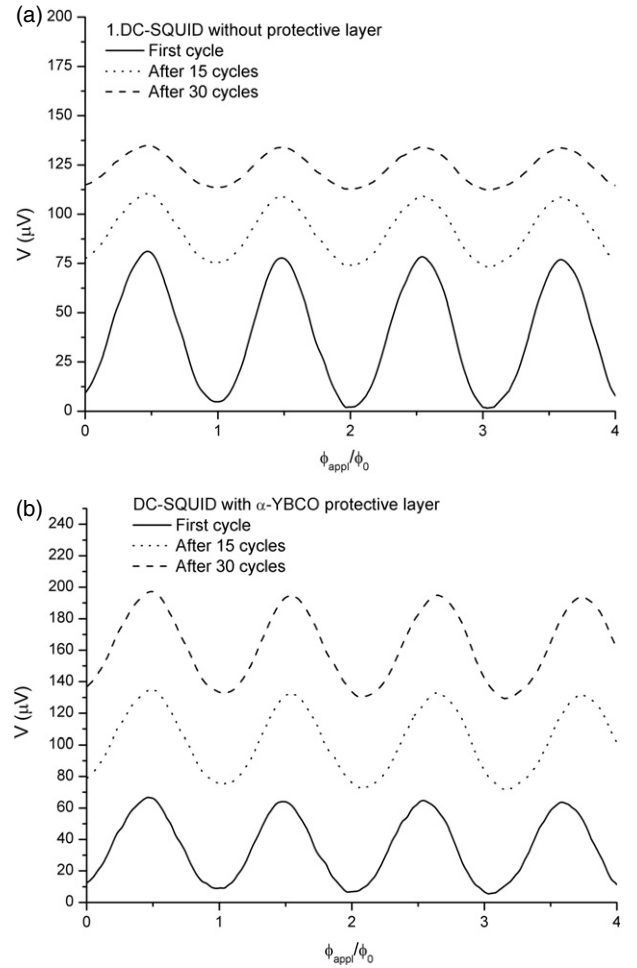 (a)
1.DC-SQUID without protective layer
First cycle
After 15 cycles
After 30 cycles
200
175
150
125
100
75
50
25
0
V (μV)
0 1 2 3 4
ϕappl/ϕ0
(b)
DC-SQUID with α-YBCO protective layer
First cycle
After 15 cycles
After 30 cycles
240
220
200
180
160
140
120
100
80
60
40
20
0
V (μV)
0 1 2 3 4
ϕappl/ϕ0